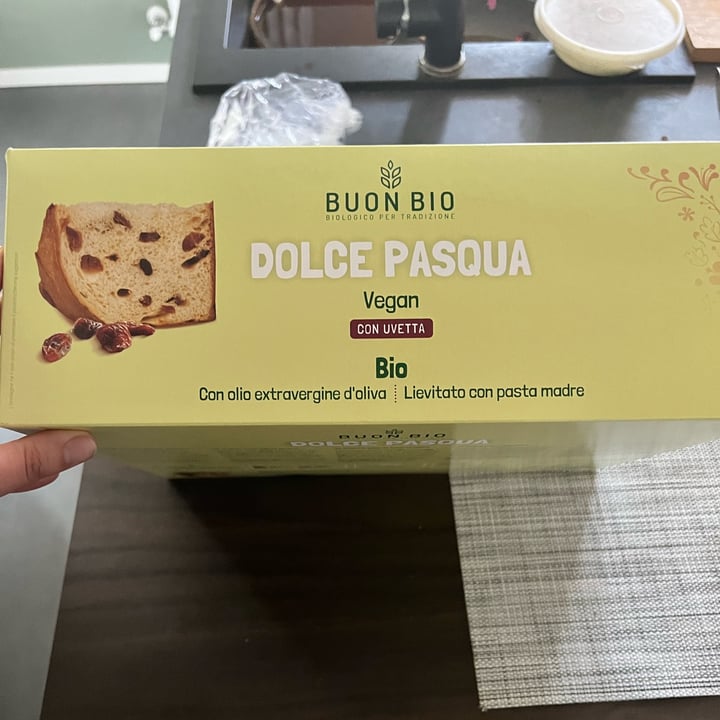 BUON BIO
BIOLOGICO PER TRADIZIONE
DOLCE PASQUA
Vegan
CON UVETTA
Bio
Con olio extravergine d'oliva
Lievitato con pasta madre
BUON BIO
DOLCE PASQUA